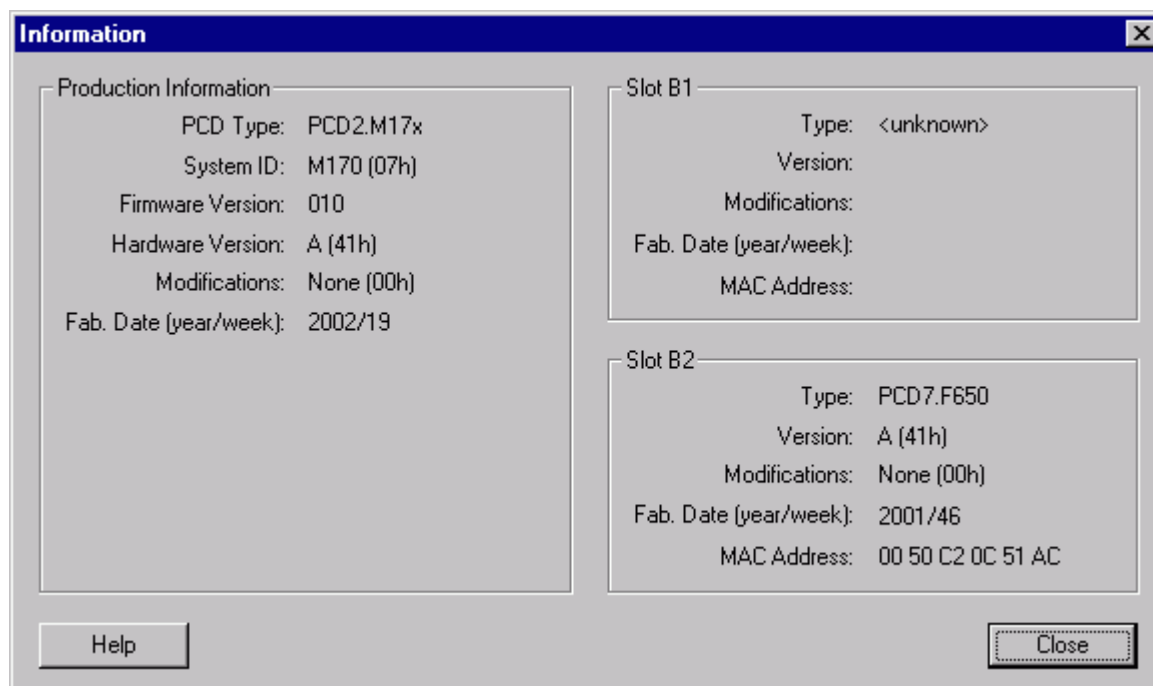 Information
Production Information
PCD Type: PCD2.M17x
System ID: M170 (07h)
Firmware Version: 010
Hardware Version: A (41h)
Modifications: None (00h)
Fab. Date (year/week): 2002/19
Slot B1
Type: <unknown>
Version:
Modifications:
Fab. Date (year/week):
MAC Address:
Slot B2
Type: PCD7.F650
Version: A (41h)
Modifications: None (00h)
Fab. Date (year/week): 2001/46
MAC Address: 00 50 C2 0C 51 AC
Help
Close